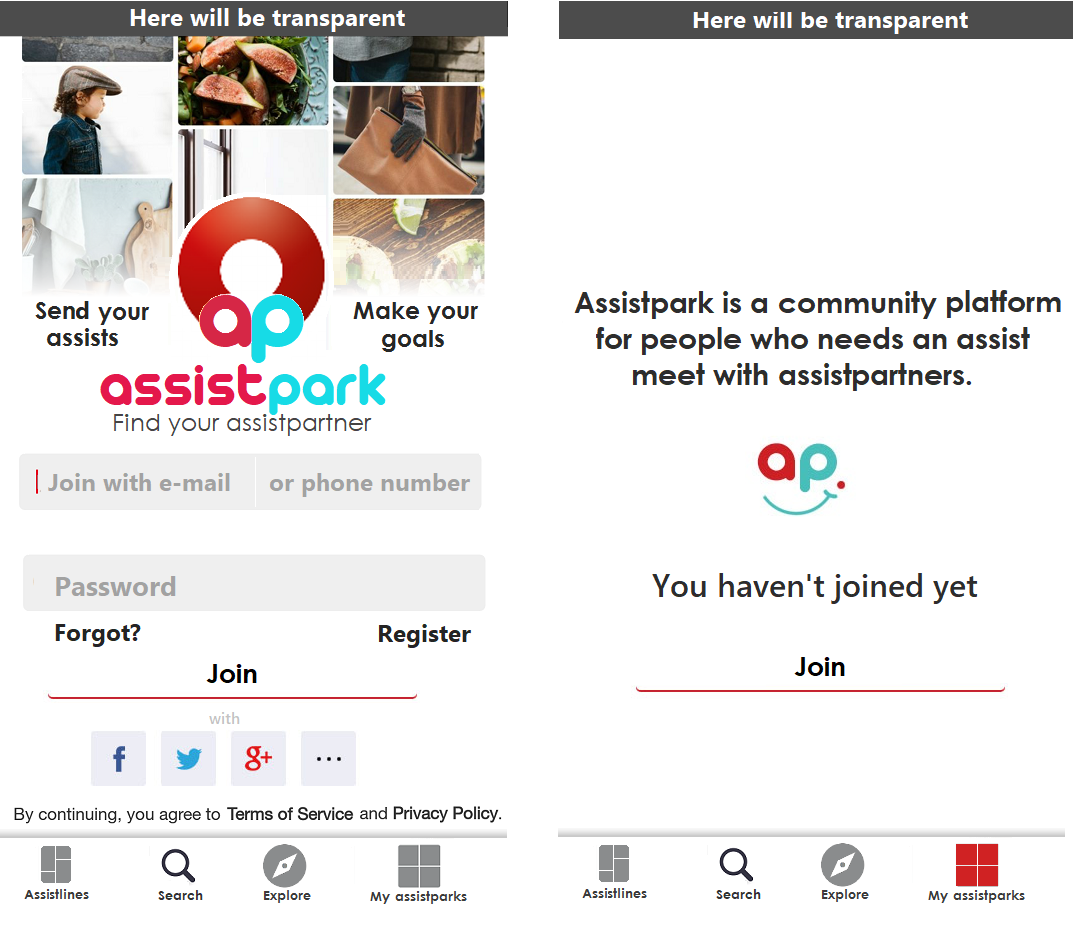 Here will be transparent
Send your
assists
Make your
goals
ap
assistpark
Find your assistpartner
Join with e-mail or phone number
Password
Forgot? Register
Join
with
f g+ ...
By continuing, you agree to Terms of Service and Privacy Policy.
Assistlines Search Explore My assistparks
Here will be transparent
Assistpark is a community platform
for people who needs an assist
meet with assistpartners.
ap.
You haven't joined yet
Join
Assistlines Search Explore My assistparks